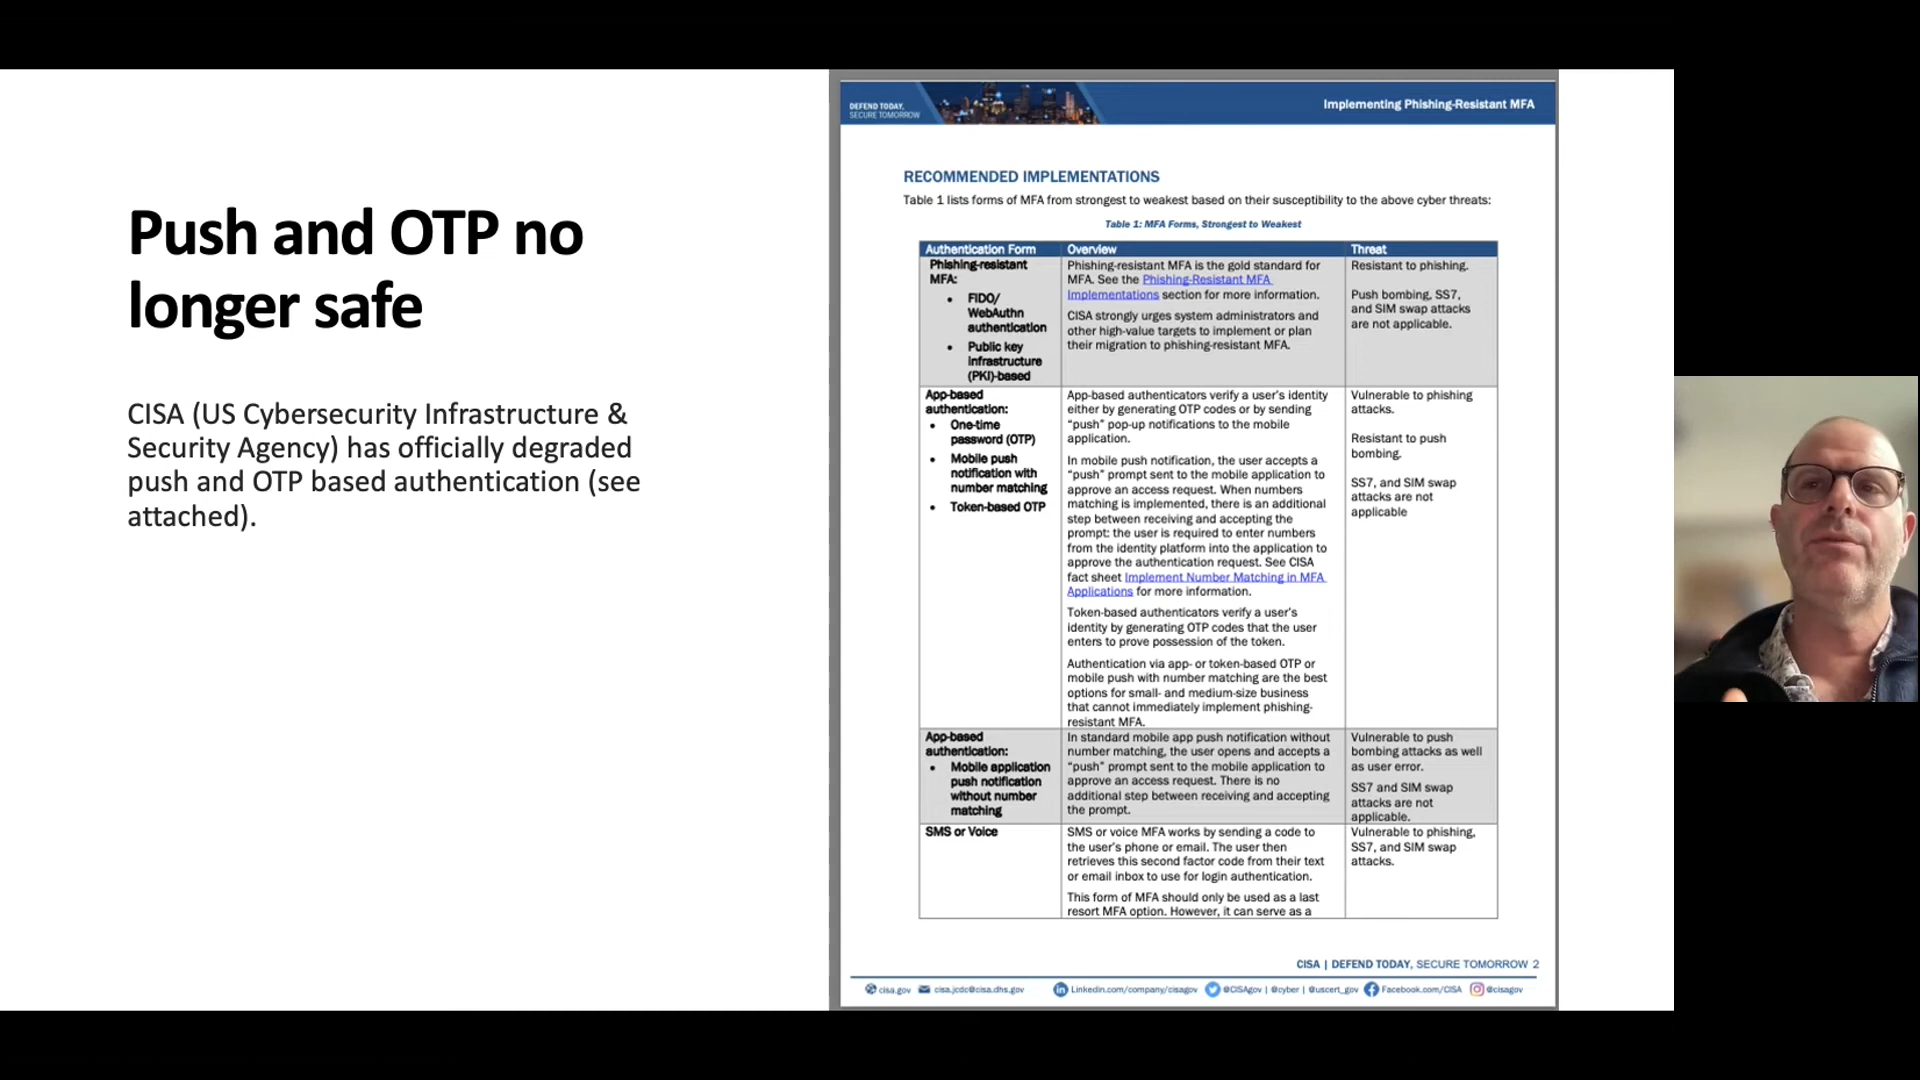 Push and OTP no
longer safe
CISA (US Cybersecurity Infrastructure &
Security Agency) has officially degraded
push and OTP based authentication (see
attached).
DEFEND TODAY,
SECURE TOMORROW
Implementing Phishing-Resistant MFA
RECOMMENDED IMPLEMENTATIONS
Table 1 lists forms of MFA from strongest to weakest based on their susceptibility to the above cyber threats:
Table 1: MFA Forms, Strongest to Weakest
Authentication Form
Overview
Threat
Phishing-resistant
MFA:
• FIDO/
WebAuthn
authentication
• Public key
infrastructure
(PKI)-based
Phishing-resistant MFA is the gold standard for
MFA. See the Phishing-Resistant MFA
Implementations section for more information.
CISA strongly urges system administrators and
other high-value targets to implement or plan
their migration to phishing-resistant MFA.
Resistant to phishing.
Push bombing, SS7,
and SIM swap attacks
are not applicable.
App-based
authentication:
• One-time
password (OTP)
• Mobile push
notification with
number matching
• Token-based OTP
App-based authenticators verify a user's identity
either by generating OTP codes or by sending
“push” pop-up notifications to the mobile
application.
In mobile push notification, the user accepts a
“push” prompt sent to the mobile application to
approve an access request. When numbers
matching is implemented, there is an additional
step between receiving and accepting the
prompt: the user is required to enter numbers
from the identity platform into the application to
approve the authentication request. See CISA
fact sheet Implement Number Matching in MFA
Applications for more information.
Token-based authenticators verify a user's
identity by generating OTP codes that the user
enters to prove possession of the token.
Authentication via app- or token-based OTP or
mobile push with number matching are the best
options for small- and medium-size business
that cannot immediately implement phishing-
resistant MFA.
Vulnerable to phishing
attacks.
Resistant to push
bombing.
SS7, and SIM swap
attacks are not
applicable
App-based
authentication:
• Mobile application
push notification
without number
matching
In standard mobile app push notification without
number matching, the user opens and accepts a
“push” prompt sent to the mobile application to
approve an access request. There is no
additional step between receiving and accepting
the prompt.
Vulnerable to push
bombing attacks as well
as user error.
SS7 and SIM swap
attacks are not
applicable.
SMS or Voice
SMS or voice MFA works by sending a code to
the user's phone or email. The user then
retrieves this second factor code from their text
or email inbox to use for login authentication.
This form of MFA should only be used as a last
resort MFA option. However, it can serve as a
Vulnerable to phishing,
SS7, and SIM swap
attacks.
CISA | DEFEND TODAY, SECURE TOMORROW 2
cisa.gov cisa.jcdc@cisa.dhs.gov Linkedin.com/company/cisagov @CISAgov | @cyber | @uscert_gov Facebook.com/CISA @cisagov